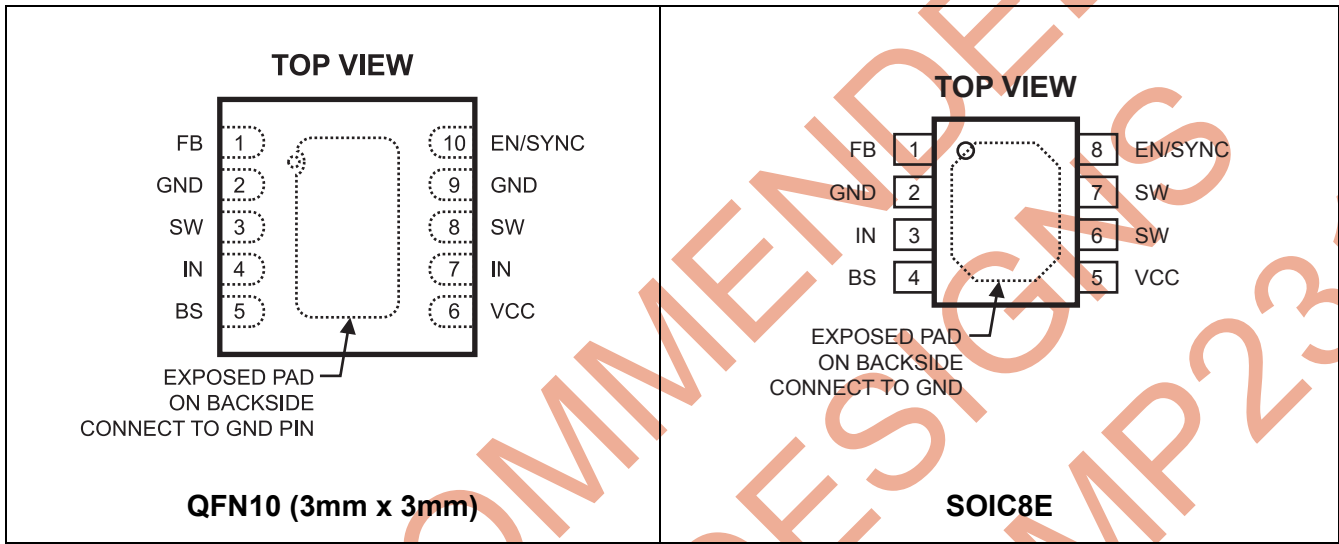 TOP VIEW
FB 1 10 EN/SYNC
GND 2 9 GND
SW 3 8 SW
IN 4 7 IN
BS 5 6 VCC
EXPOSED PAD
ON BACKSIDE
CONNECT TO GND PIN
QFN10 (3mm x 3mm)
TOP VIEW
FB 1 8 EN/SYNC
GND 2 7 SW
IN 3 6 SW
BS 4 5 VCC
EXPOSED PAD
ON BACKSIDE
CONNECT TO GND
SOIC8E